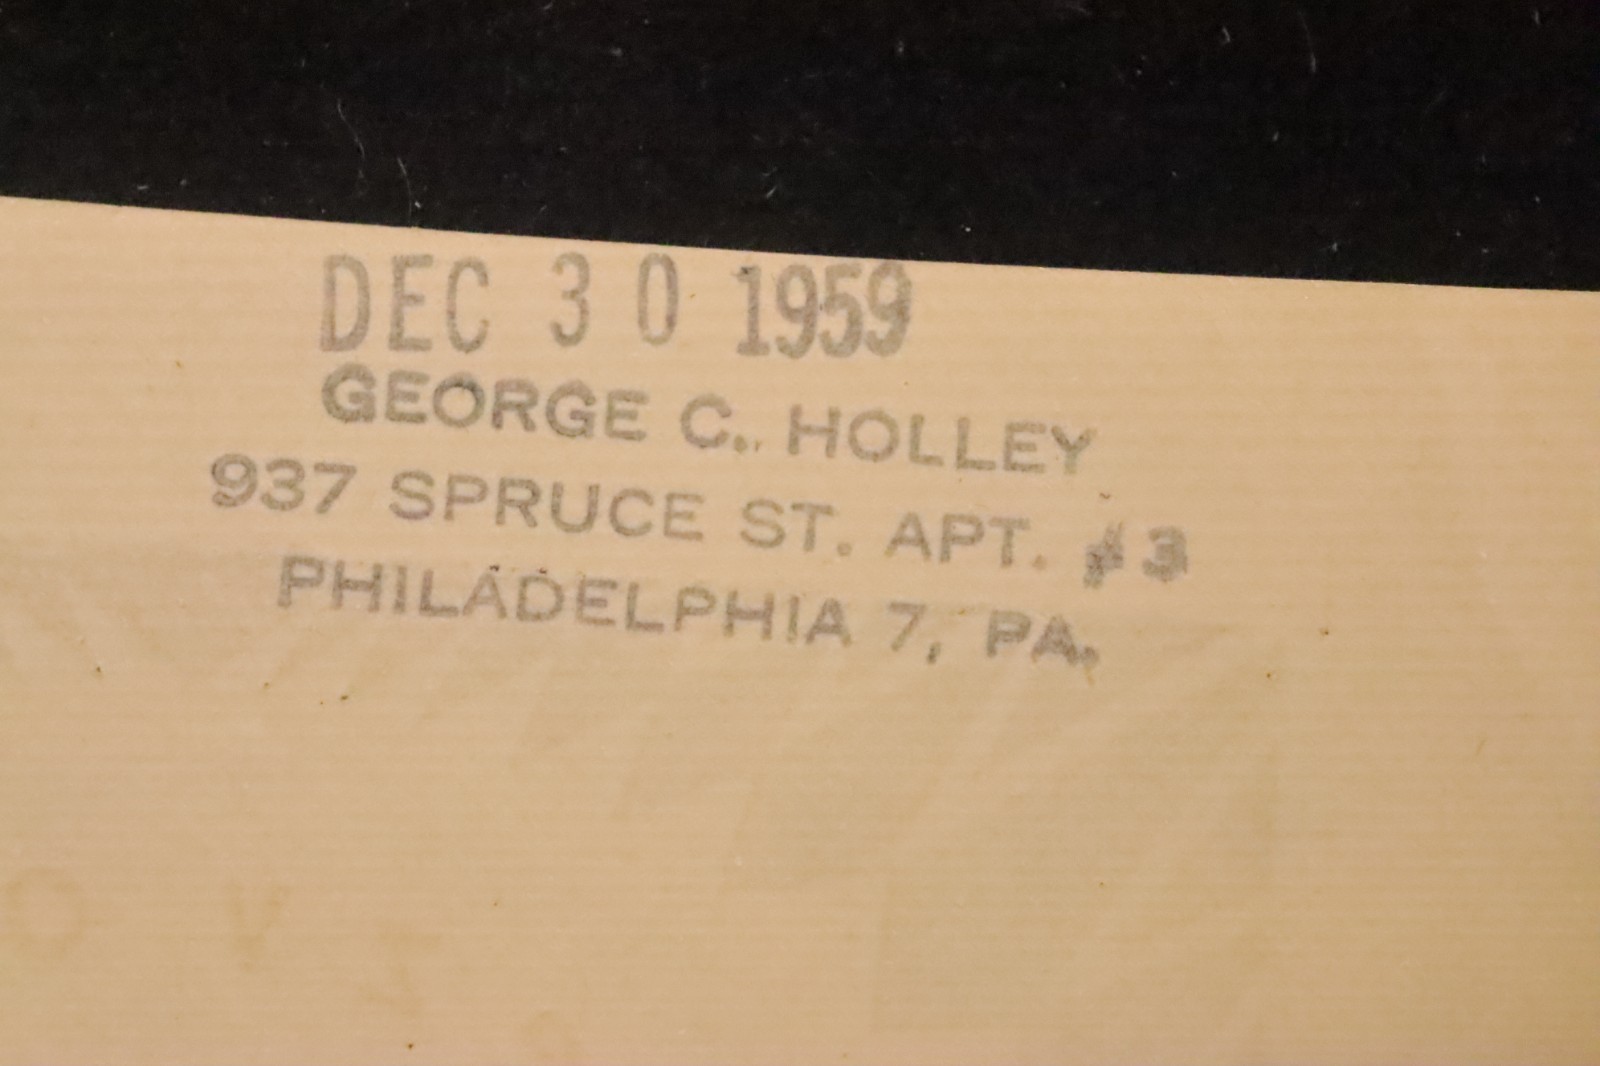 DEC 30 1959
GEORGE C. HOLLEY
937 SPRUCE ST. APT. #3
PHILADELPHIA 7, PA.